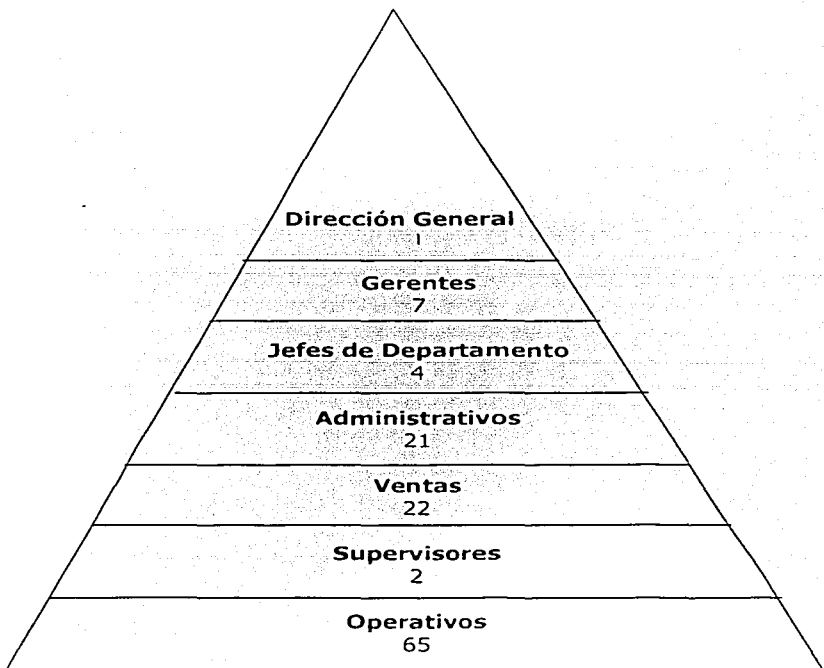 Dirección General
1
Gerentes
7
Jefes de Departamento
4
Administrativos
21
Ventas
22
Supervisores
2
Operativos
65